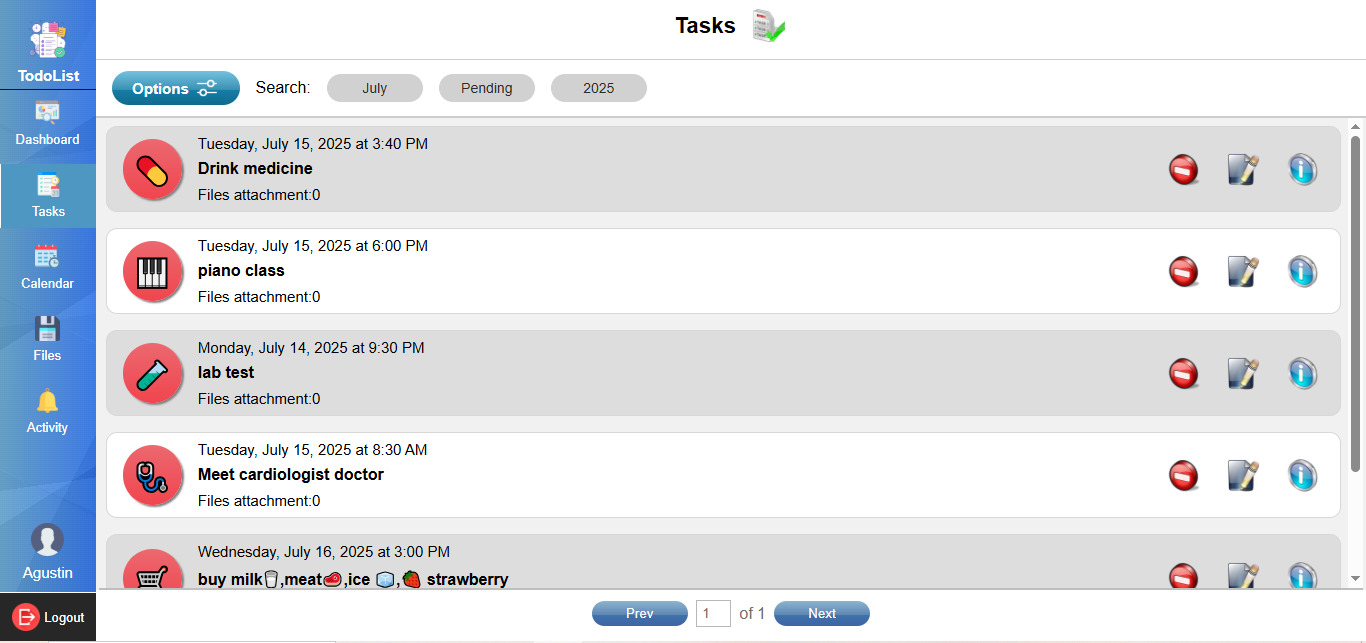 Tasks
TodoList
Dashboard
Tasks
Calendar
Files
Activity
Agustin
Logout
Options Search: July Pending 2025
Tuesday, July 15, 2025 at 3:40 PM
Drink medicine
Files attachment:0
Tuesday, July 15, 2025 at 6:00 PM
piano class
Files attachment:0
Monday, July 14, 2025 at 9:30 PM
lab test
Files attachment:0
Tuesday, July 15, 2025 at 8:30 AM
Meet cardiologist doctor
Files attachment:0
Wednesday, July 16, 2025 at 3:00 PM
buy milk🥛,meat🥩,ice 🧊,🍓 strawberry
Prev 1 of 1 Next